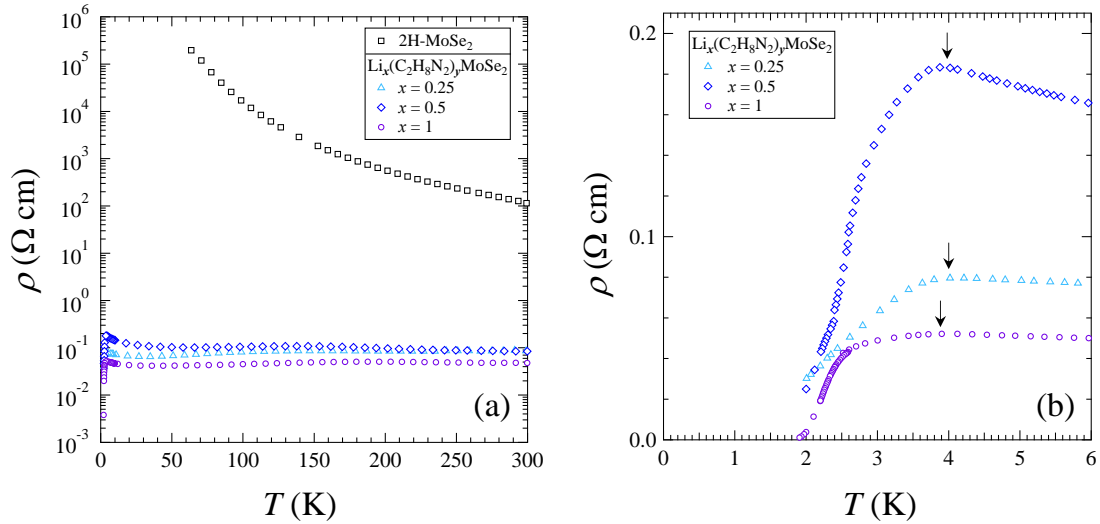 10^6
10^5
10^4
10^3
10^2
10^1
10^0
10^-1
10^-2
10^-3
ρ (Ω cm)
2H-MoSe2
Lix(C2H8N2)yMoSe2
x = 0.25
x = 0.5
x = 1
(a)
0 50 100 150 200 250 300
T (K)
0.2
0.1
0.0
ρ (Ω cm)
Lix(C2H8N2)yMoSe2
x = 0.25
x = 0.5
x = 1
(b)
0 1 2 3 4 5 6
T (K)